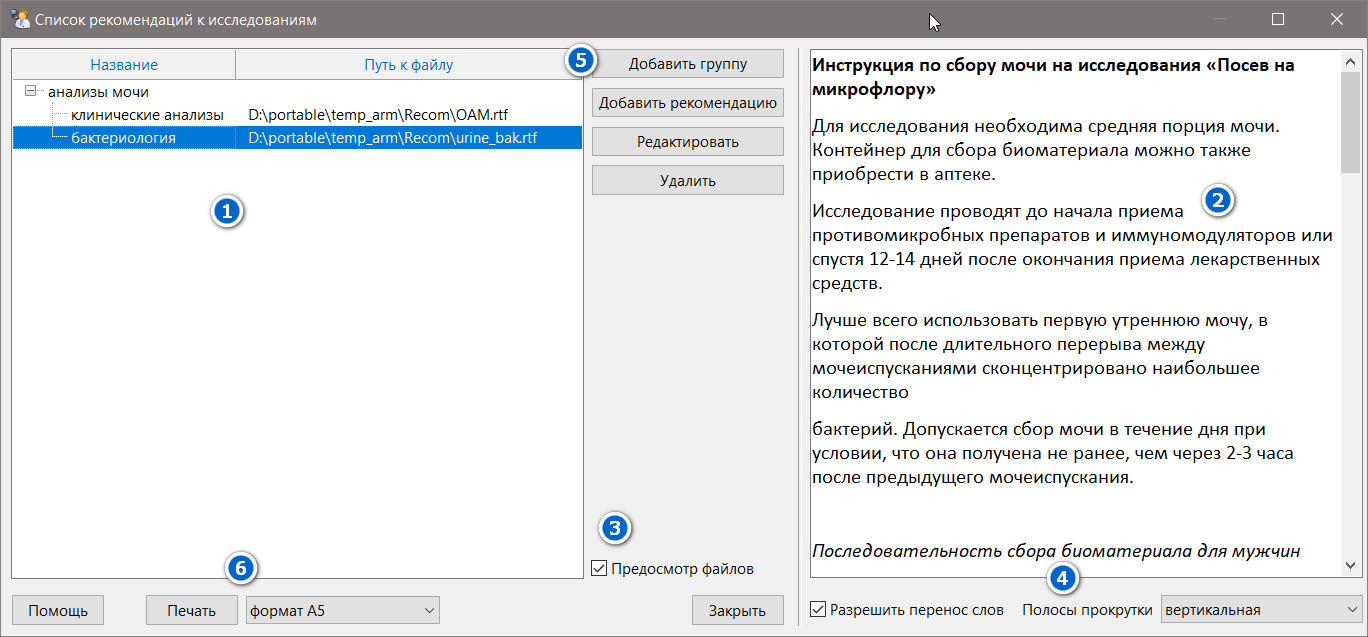 Список рекомендаций к исследованиям
Название Путь к файлу
анализы мочи
клинические анализы D:\portable\temp_arm\Recom\OAM.rtf
бактериология D:\portable\temp_arm\Recom\urine_bak.rtf
1
5
Добавить группу
Добавить рекомендацию
Редактировать
Удалить
3
Предосмотр файлов
6
Помощь Печать формат А5 Закрыть
Инструкция по сбору мочи на исследования «Посев на
микрофлору»
Для исследования необходима средняя порция мочи.
Контейнер для сбора биоматериала можно также
приобрести в аптеке.
2
Исследование проводят до начала приема
противомикробных препаратов и иммуномодуляторов или
спустя 12-14 дней после окончания приема лекарственных
средств.
Лучше всего использовать первую утреннюю мочу, в
которой после длительного перерыва между
мочеиспусканиями сконцентрировано наибольшее
количество
бактерий. Допускается сбор мочи в течение дня при
условии, что она получена не ранее, чем через 2-3 часа
после предыдущего мочеиспускания.
Последовательность сбора биоматериала для мужчин
4
Разрешить перенос слов Полосы прокрутки вертикальная